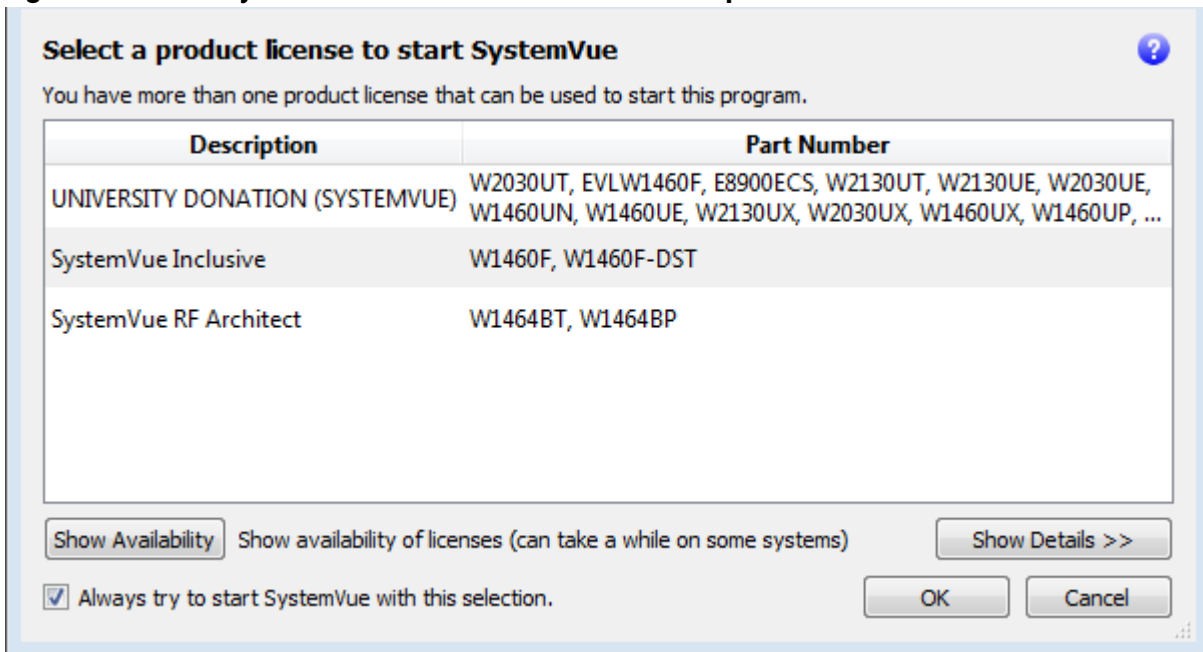 Select a product license to start SystemVue
?
You have more than one product license that can be used to start this program.
Description Part Number
UNIVERSITY DONATION (SYSTEMVUE) W2030UT, EVLW1460F, E8900ECS, W2130UT, W2130UE, W2030UE,
W1460UN, W1460UE, W2130UX, W2030UX, W1460UX, W1460UP, ...
SystemVue Inclusive W1460F, W1460F-DST
SystemVue RF Architect W1464BT, W1464BP
Show Availability Show availability of licenses (can take a while on some systems) Show Details >>
Always try to start SystemVue with this selection. OK Cancel